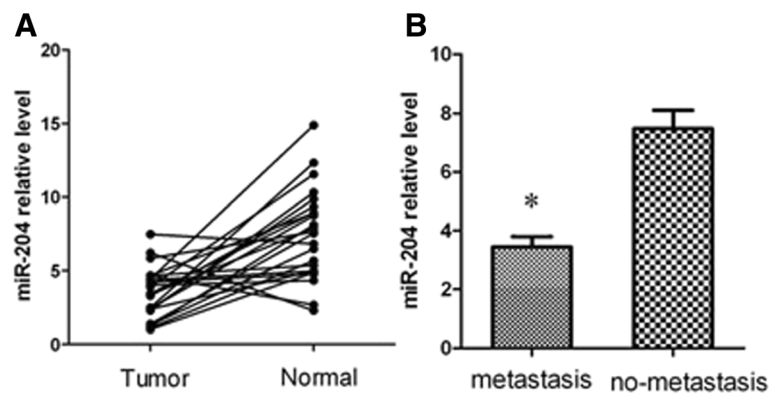 A
miR-204 relative level
20
15
10
5
0
Tumor
Normal
B
miR-204 relative level
10
8
6
4
2
0
*
metastasis
no-metastasis